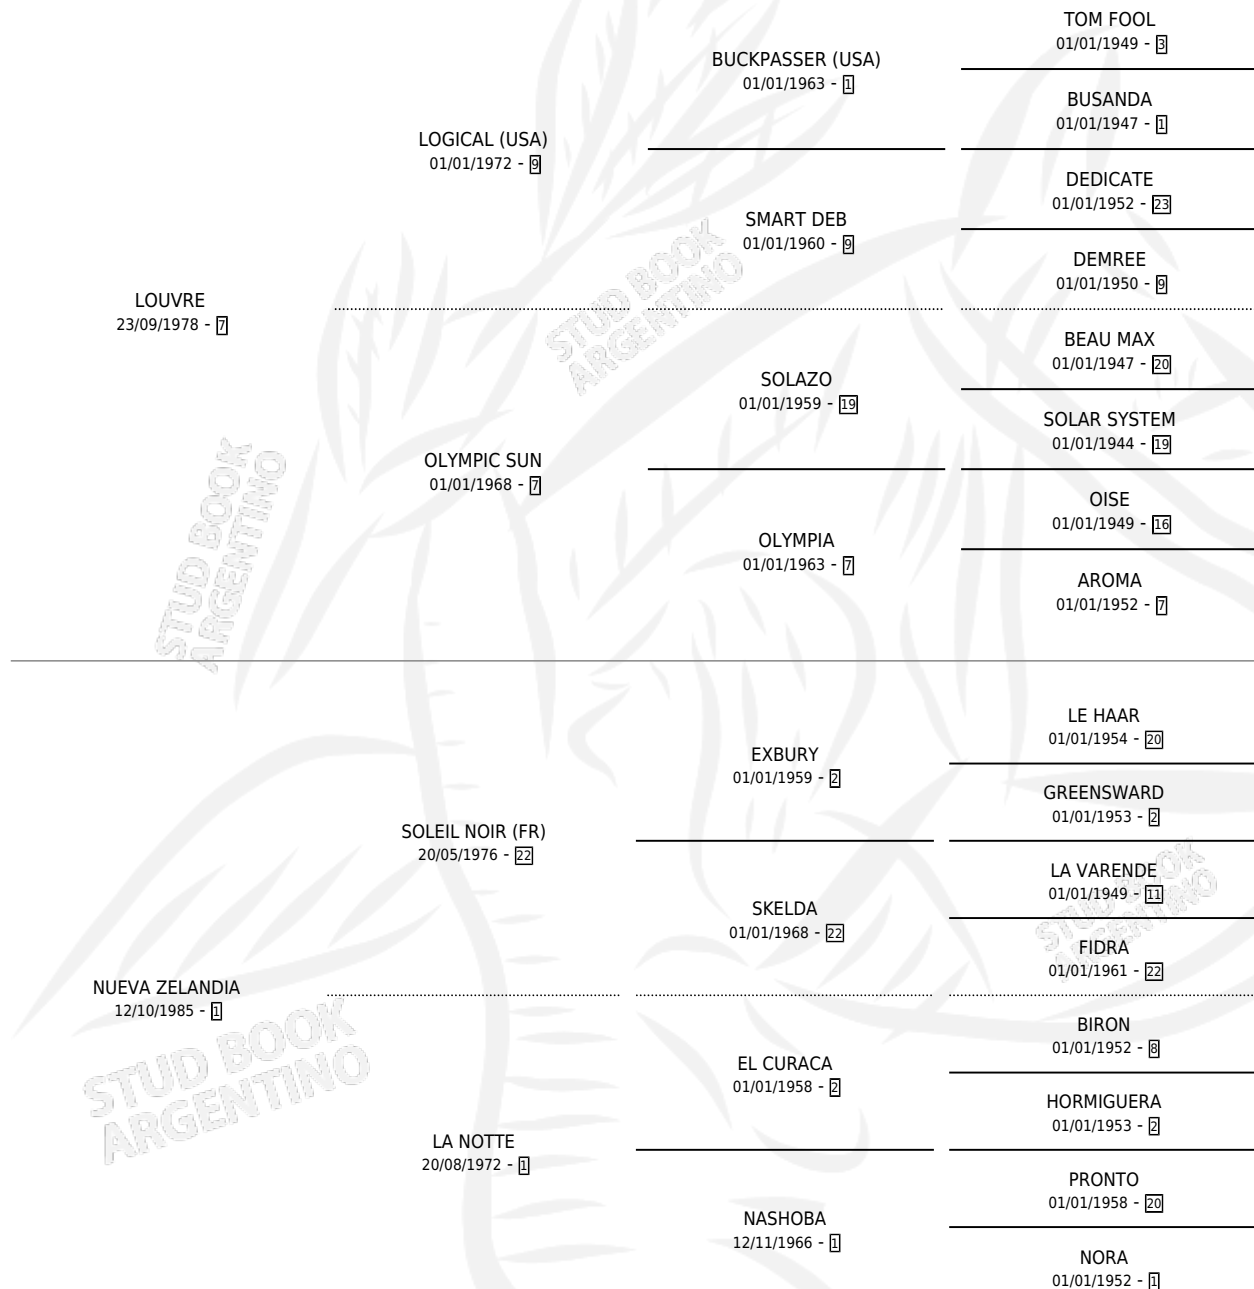 TOM FOOL
01/01/1949 - 3
BUCKPASSER (USA)
01/01/1963 - 1
BUSANDA
01/01/1947 - 1
LOGICAL (USA)
01/01/1972 - 9
DEDICATE
01/01/1952 - 23
SMART DEB
01/01/1960 - 9
DEMREE
01/01/1950 - 9
LOUVRE
23/09/1978 - 7
BEAU MAX
01/01/1947 - 20
SOLAZO
01/01/1959 - 19
SOLAR SYSTEM
01/01/1944 - 19
OLYMPIC SUN
01/01/1968 - 7
OISE
01/01/1949 - 16
OLYMPIA
01/01/1963 - 7
AROMA
01/01/1952 - 7
LE HAAR
01/01/1954 - 20
EXBURY
01/01/1959 - 2
GREENSWARD
01/01/1953 - 2
SOLEIL NOIR (FR)
20/05/1976 - 22
LA VARENDE
01/01/1949 - 11
SKELDA
01/01/1968 - 22
FIDRA
01/01/1961 - 22
NUEVA ZELANDIA
12/10/1985 - 1
BIRON
01/01/1952 - 8
EL CURACA
01/01/1958 - 2
HORMIGUERA
01/01/1953 - 2
LA NOTTE
20/08/1972 - 1
PRONTO
01/01/1958 - 20
NASHOBA
12/11/1966 - 1
NORA
01/01/1952 - 1
STUD BOOK
ARGENTINO
STUD BOOK
ARGENTINO
STUD BOOK
ARGENTINO
STUD BOOK
ARGENTINO